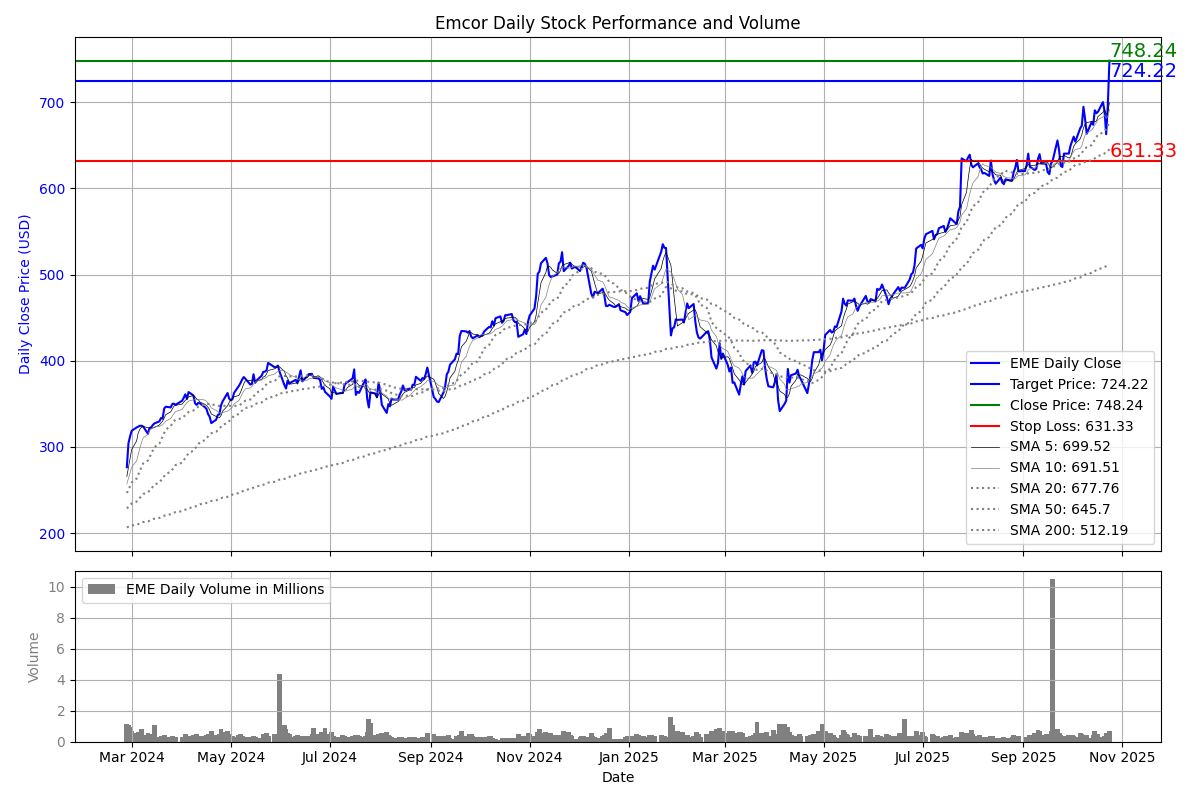 Emcor Daily Stock Performance and Volume
748.24
724.22
631.33
700
600
500
400
300
200
Daily Close Price (USD)
EME Daily Close
Target Price: 724.22
Close Price: 748.24
Stop Loss: 631.33
SMA 5: 699.52
SMA 10: 691.51
SMA 20: 677.76
SMA 50: 645.7
SMA 200: 512.19
EME Daily Volume in Millions
10
8
6
4
2
0
Volume
Mar 2024
May 2024
Jul 2024
Sep 2024
Nov 2024
Jan 2025
Mar 2025
May 2025
Jul 2025
Sep 2025
Nov 2025
Date